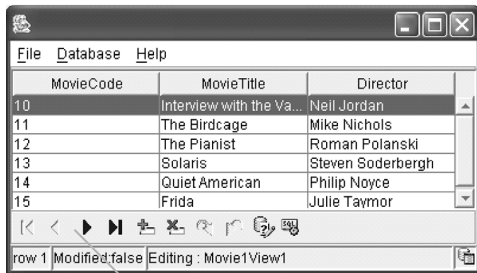 File Database Help
MovieCode MovieTitle Director
10 Interview with the Va... Neil Jordan
11 The Birdcage Mike Nichols
12 The Pianist Roman Polanski
13 Solaris Steven Soderbergh
14 Quiet American Philip Noyce
15 Frida Julie Taymor
row 1 Modified:false Editing : Movie1View1